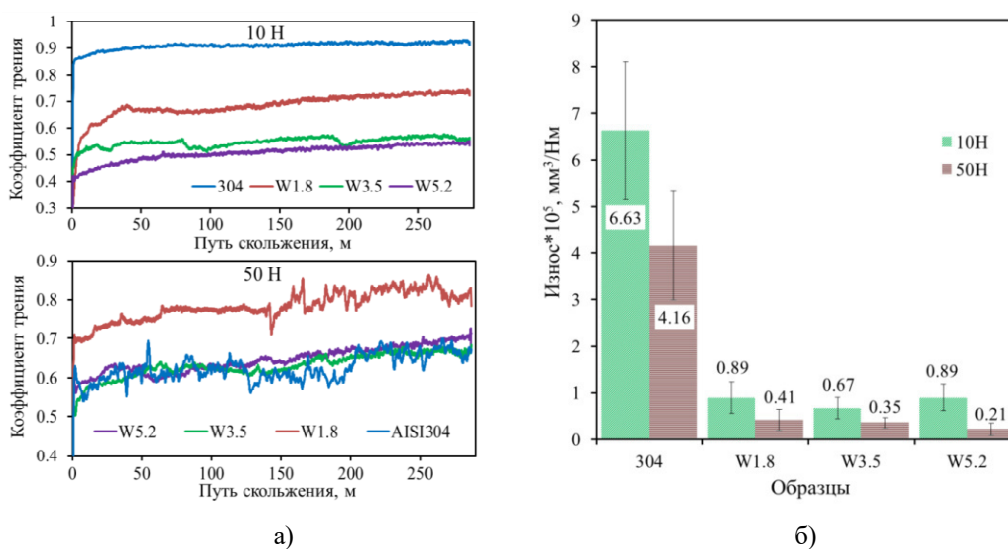 10 Н
Коэффициент трения
1
0.9
0.8
0.7
0.6
0.5
0.4
0.3
304 W1.8 W3.5 W5.2
0 50 100 150 200 250
Путь скольжения, м
50 Н
Коэффициент трения
0.9
0.8
0.7
0.6
0.5
0.4
W5.2 W3.5 W1.8 AISI304
0 50 100 150 200 250
Путь скольжения, м
а)
Износ*10⁵, мм³/Нм
9
8
7
6
5
4
3
2
1
0
10Н
50Н
6.63
4.16
0.89
0.41
0.67
0.35
0.89
0.21
304 W1.8 W3.5 W5.2
Образцы
б)